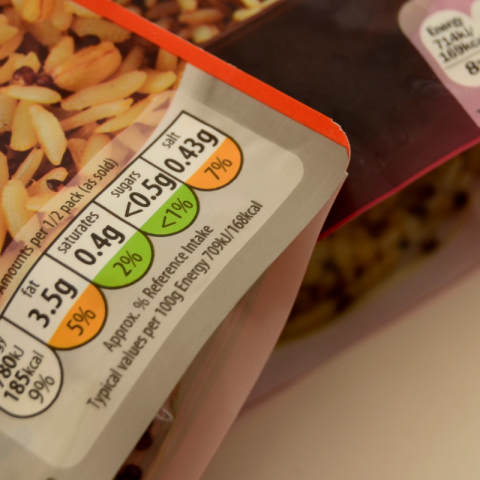 Amounts per 1/2 pack (as sold)
780kJ
185kcal
9%
fat
3.5g
5%
saturates
0.4g
2%
sugars
<0.5g
<1%
salt
0.43g
7%
Approx. % Reference Intake
Typical values per 100g Energy 709kJ/168kcal
Energy
714kJ/
169kcal